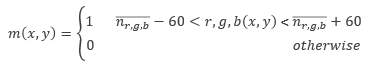 m(x, y) = { 1 \overline{n_{r,g,b}} − 60 < r, g, b(x, y) < \overline{n_{r,g,b}} + 60
0 otherwise